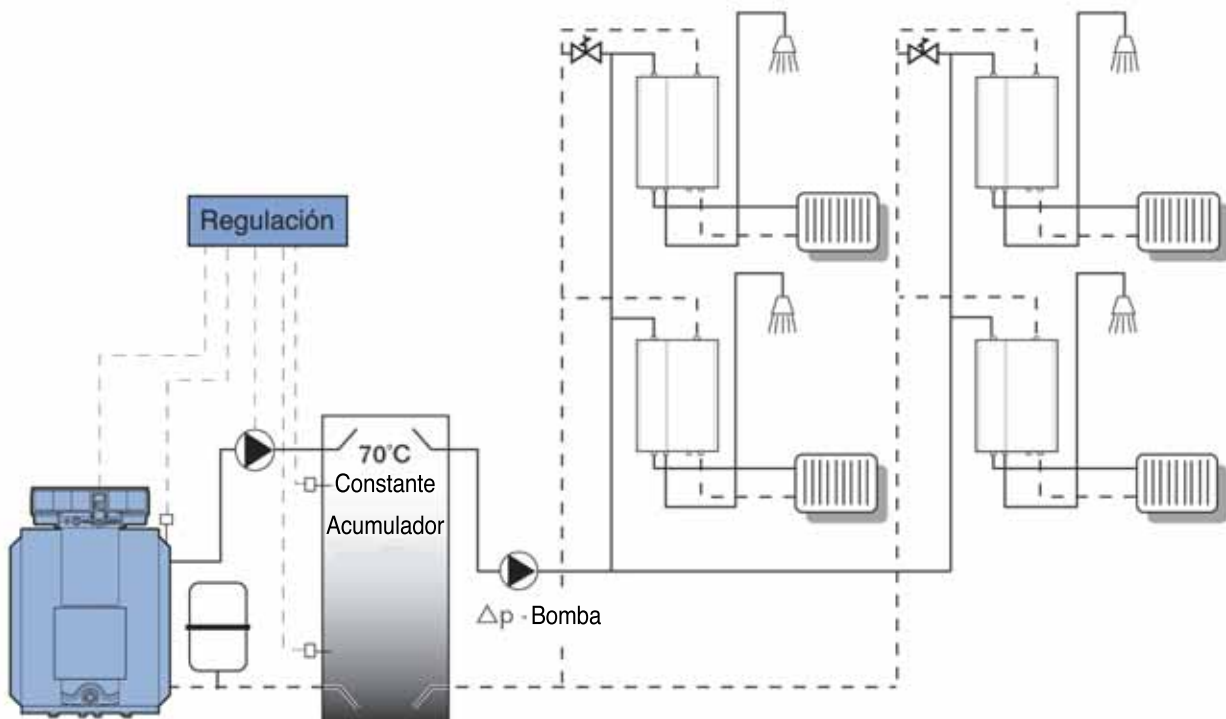 Regulación
70°C
Constante
Acumulador
Δp - Bomba